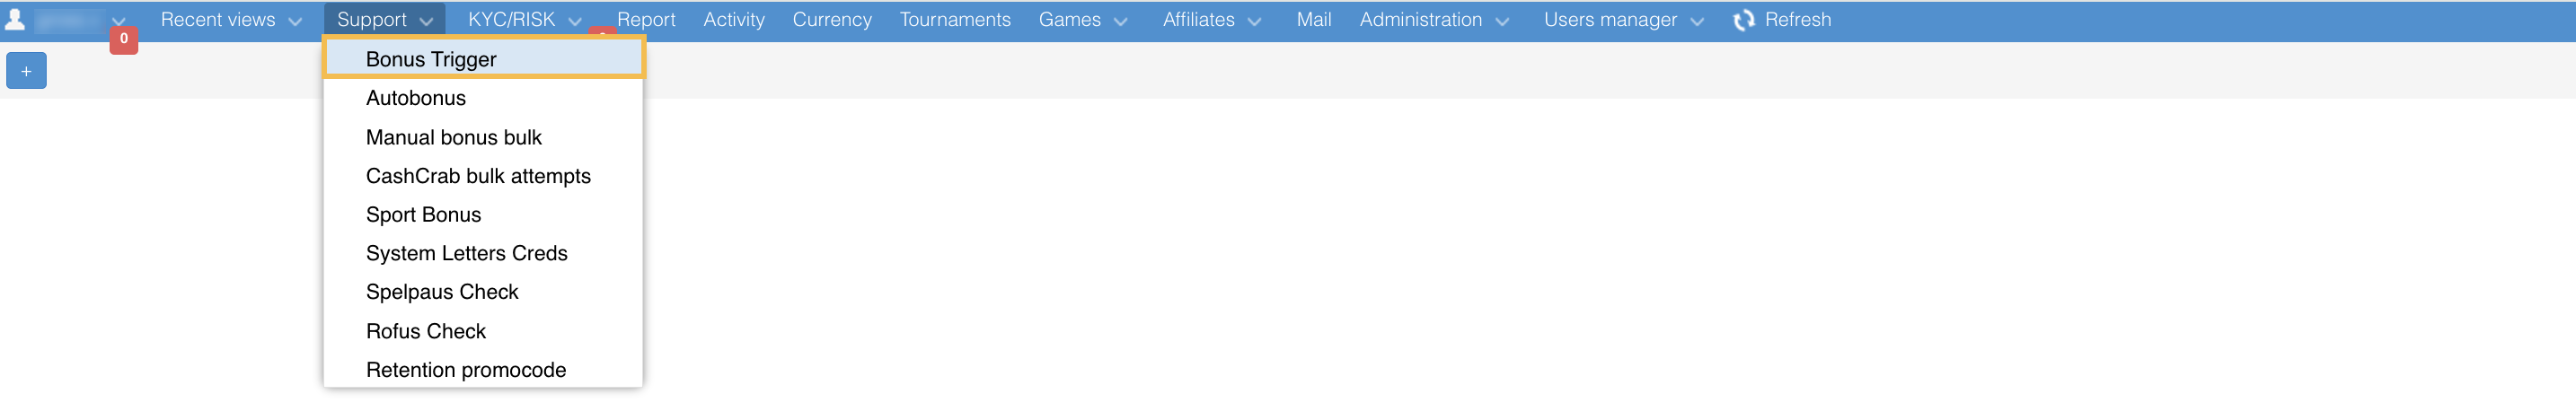 Recent views Support KYC/RISK Report Activity Currency Tournaments Games Affiliates Mail Administration Users manager Refresh
0
+
Bonus Trigger
Autobonus
Manual bonus bulk
CashCrab bulk attempts
Sport Bonus
System Letters Creds
Spelpaus Check
Rofus Check
Retention promocode